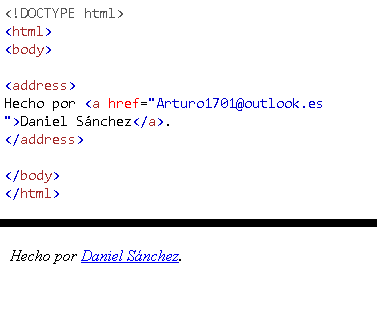 <!DOCTYPE html>
<html>
<body>
<address>
Hecho por <a href="Arturo1701@outlook.es
">Daniel Sánchez</a>.
</address>
</body>
</html>
Hecho por Daniel Sánchez.